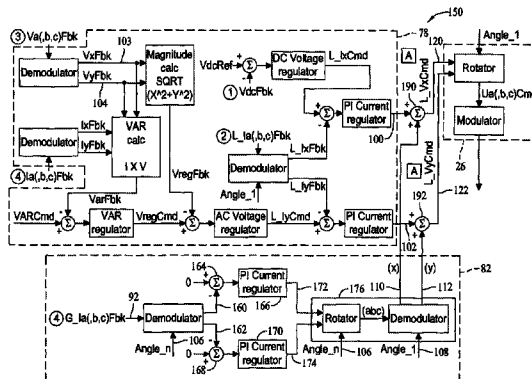 150
③ Va(,b,c)Fbk
103
VxFbk
VyFbk
104
Demodulator
Magnitude
calc
SQRT
(X^2+Y^2)
VdcRef
+
-
Σ
① VdcFbk
DC Voltage
regulator
L_IxCmd
78
A
120
Angle_1
Rotator
Ua(,b,c)Cmd
Modulator
26
L_VxCmd
190
PI Current
regulator
100
② L_Ia(,b,c)Fbk
L_IxFbk
Demodulator
L_IyFbk
Angle_1
IxFbk
IyFbk
Demodulator
④ Ia(,b,c)Fbk
VAR
calc
I X V
VregFbk
VarFbk
A
L_VyCmd
122
192
VARCmd
VAR
regulator
VregCmd
AC Voltage
regulator
L_IyCmd
PI Current
regulator
102
82
(x)
110
(y)
112
164
0
PI Current
regulator
166
172
176
④ G_Ia(,b,c)Fbk
92
Demodulator
160
162
106
Angle_n
0
168
170
PI Current
regulator
174
Rotator
(abc)
Demodulator
Angle_n
106
Angle_1
108